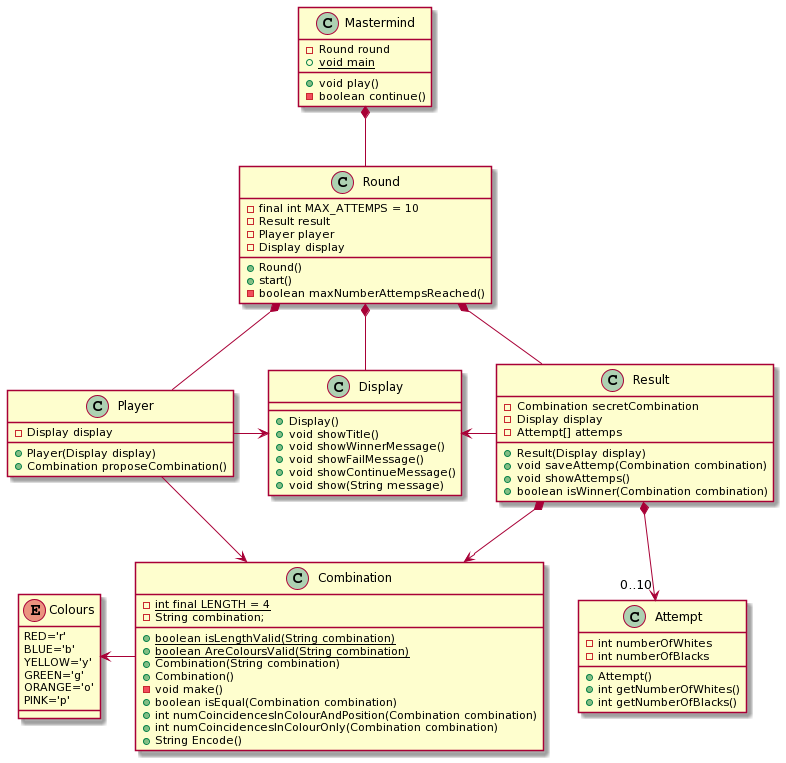 C Mastermind
Round round
void main
void play()
boolean continue()
C Round
final int MAX_ATTEMPS = 10
Result result
Player player
Display display
Round()
start()
boolean maxNumberAttempsReached()
C Player
Display display
Player(Display display)
Combination proposeCombination()
C Display
Display()
void showTitle()
void showWinnerMessage()
void showFailMessage()
void showContinueMessage()
void show(String message)
C Result
Combination secretCombination
Display display
Attempt[] attemps
Result(Display display)
void saveAttemp(Combination combination)
void showAttemps()
boolean isWinner(Combination combination)
0..10
E Colours
RED='r'
BLUE='b'
YELLOW='y'
GREEN='g'
ORANGE='o'
PINK='p'
C Combination
int final LENGTH = 4
String combination;
boolean isLengthValid(String combination)
boolean AreColoursValid(String combination)
Combination(String combination)
Combination()
void make()
boolean isEqual(Combination combination)
int numCoincidencesInColourAndPosition(Combination combination)
int numCoincidencesInColourOnly(Combination combination)
String Encode()
C Attempt
int numberOfWhites
int numberOfBlacks
Attempt()
int getNumberOfWhites()
int getNumberOfBlacks()